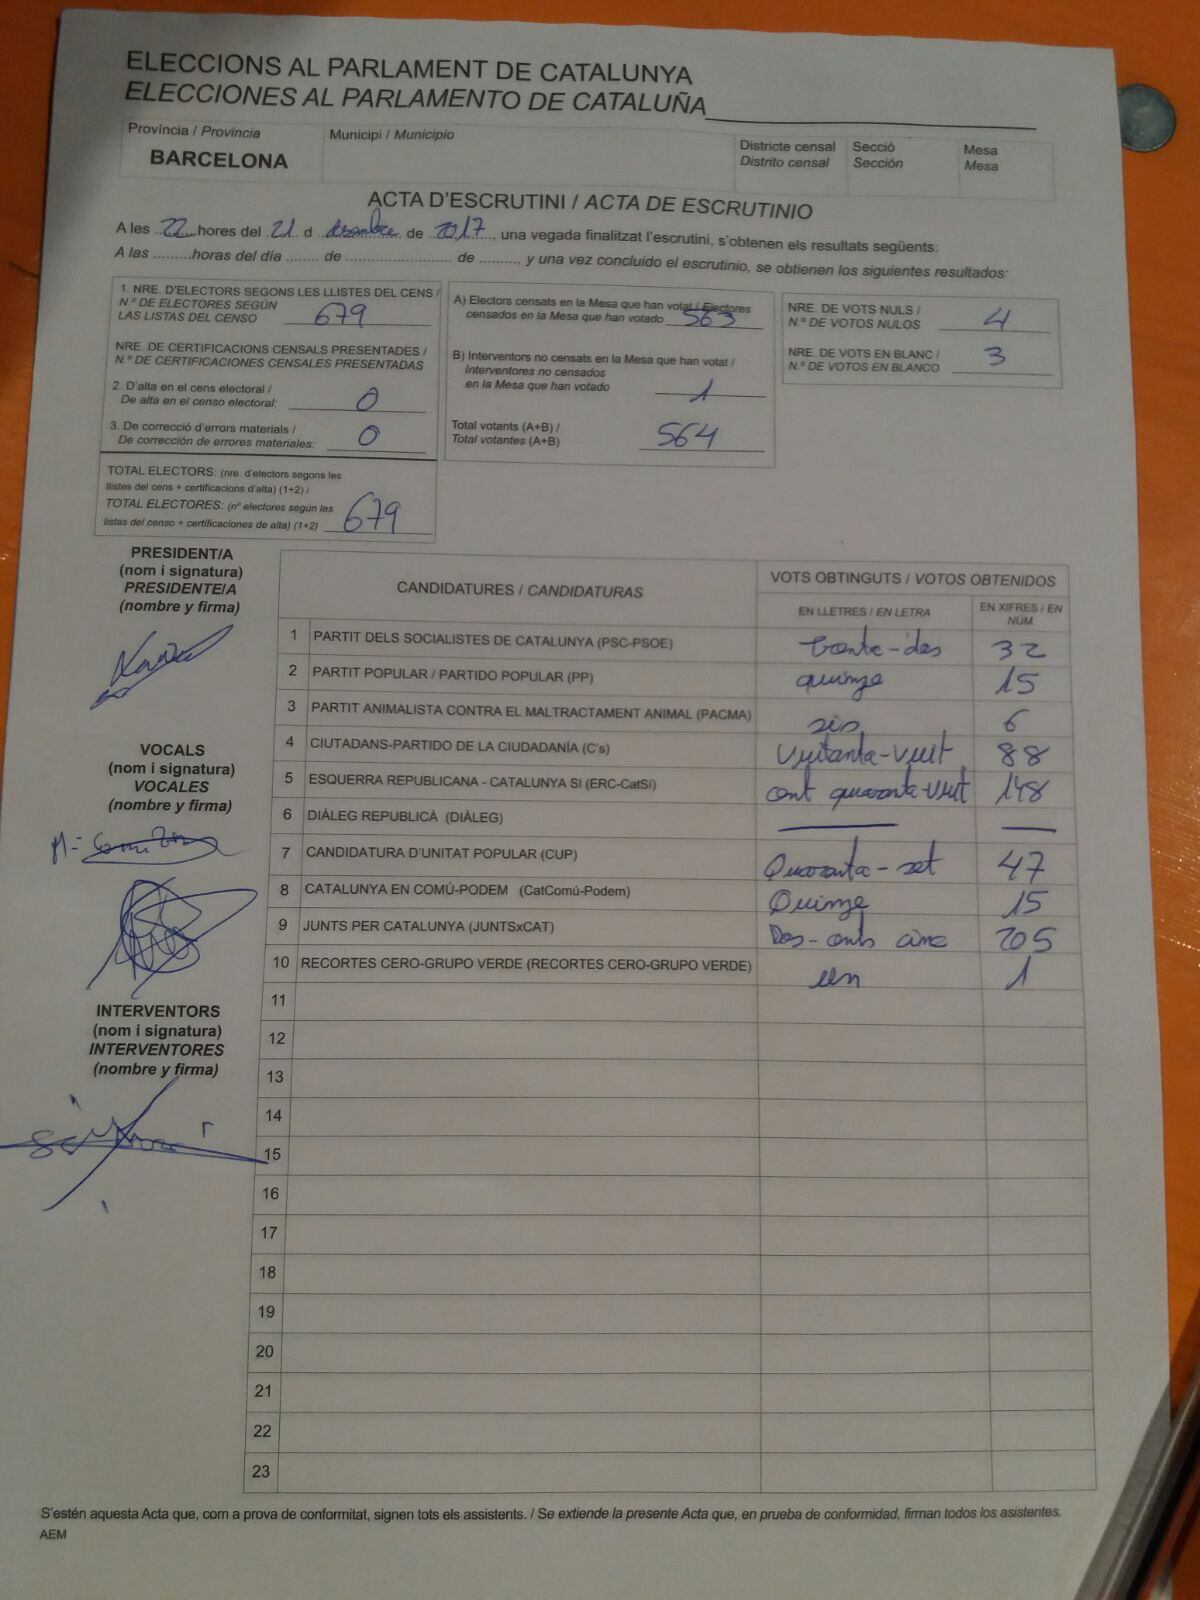 ELECCIONS AL PARLAMENT DE CATALUNYA
ELECCIONES AL PARLAMENTO DE CATALUÑA
Província / Provincia
BARCELONA
Municipi / Municipio
Districte censal
Distrito censal
Secció
Sección
Mesa
Mesa
ACTA D'ESCRUTINI / ACTA DE ESCRUTINIO
A les 22 hores del 21 d desembre de 2017, una vegada finalitzat l'escrutini, s'obtenen els resultats següents:
A las .........horas del día ........ de ........................ de ........., y una vez concluido el escrutinio, se obtienen los siguientes resultados:
1. NRE. D'ELECTORS SEGONS LES LLISTES DEL CENS /
N.º DE ELECTORES SEGÚN
LAS LISTAS DEL CENSO 679
NRE. DE CERTIFICACIONS CENSALS PRESENTADES /
N.º DE CERTIFICACIONES CENSALES PRESENTADAS
2. D'alta en el cens electoral /
De alta en el censo electoral: 0
3. De correcció d'errors materials /
De corrección de errores materiales: 0
TOTAL ELECTORS: (nre. d'electors segons les
llistes del cens + certificacions d'alta) (1+2) /
TOTAL ELECTORES: (nº electores según las
listas del censo + certificaciones de alta) (1+2) 679
A) Electors censats en la Mesa que han votat / Electores
censados en la Mesa que han votado 563
B) Interventors no censats en la Mesa que han votat /
Interventores no censados
en la Mesa que han votado 1
Total votants (A+B) /
Total votantes (A+B) 564
NRE. DE VOTS NULS /
N.º DE VOTOS NULOS 4
NRE. DE VOTS EN BLANC /
N.º DE VOTOS EN BLANCO 3
PRESIDENT/A
(nom i signatura)
PRESIDENTE/A
(nombre y firma)
VOCALS
(nom i signatura)
VOCALES
(nombre y firma)
INTERVENTORS
(nom i signatura)
INTERVENTORES
(nombre y firma)
CANDIDATURES / CANDIDATURAS
VOTS OBTINGUTS / VOTOS OBTENIDOS
EN LLETRES / EN LETRA
EN XIFRES / EN NÚM.
1 PARTIT DELS SOCIALISTES DE CATALUNYA (PSC-PSOE) trenta-dos 32
2 PARTIT POPULAR / PARTIDO POPULAR (PP) quinze 15
3 PARTIT ANIMALISTA CONTRA EL MALTRACTAMENT ANIMAL (PACMA) sis 6
4 CIUTADANS-PARTIDO DE LA CIUDADANÍA (C's) Vuitanta-vuit 88
5 ESQUERRA REPUBLICANA - CATALUNYA SI (ERC-CatSí) cent quaranta-vuit 148
6 DIÀLEG REPUBLICÀ (DIÀLEG)
7 CANDIDATURA D'UNITAT POPULAR (CUP) Quaranta-set 47
8 CATALUNYA EN COMÚ-PODEM (CatComú-Podem) Quinze 15
9 JUNTS PER CATALUNYA (JUNTSxCAT) Dos-cents cinc 205
10 RECORTES CERO-GRUPO VERDE (RECORTES CERO-GRUPO VERDE) un 1
11
12
13
14
15
16
17
18
19
20
21
22
23
S'estén aquesta Acta que, com a prova de conformitat, signen tots els assistents. / Se extiende la presente Acta que, en prueba de conformidad, firman todos los asistentes.
AEM